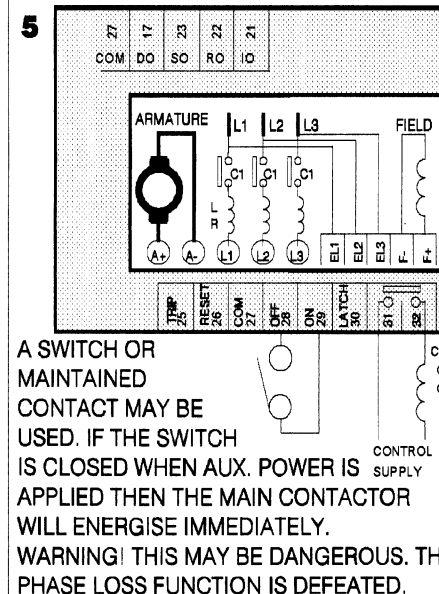 5
27 17 23 22 21
COM DO SO RO IO
ARMATURE L1 L2 L3 FIELD
C1 C1 C1
L
R
A+ A- L1 L2 L3 EL1 EL2 EL3 F- F+
TRIP 25 RESET 26 COM 27 OFF 28 ON 29 LATCH 30 31 32
A SWITCH OR
MAINTAINED
CONTACT MAY BE
USED. IF THE SWITCH
IS CLOSED WHEN AUX. POWER IS
CONTROL
SUPPLY
APPLIED THEN THE MAIN CONTACTOR
WILL ENERGISE IMMEDIATELY.
WARNING! THIS MAY BE DANGEROUS. TH
PHASE LOSS FUNCTION IS DEFEATED.